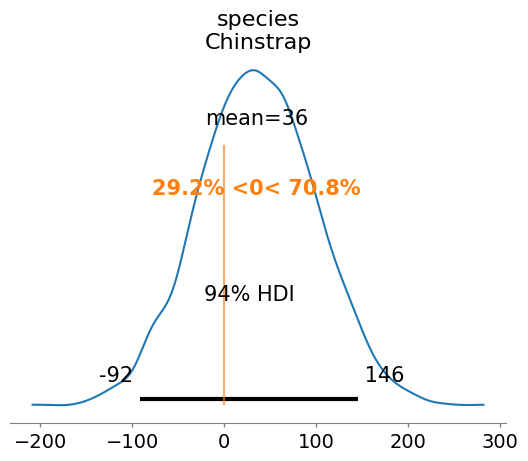 species
Chinstrap
mean=36
29.2% <0< 70.8%
94% HDI
-92 146
−200 −100 0 100 200 300